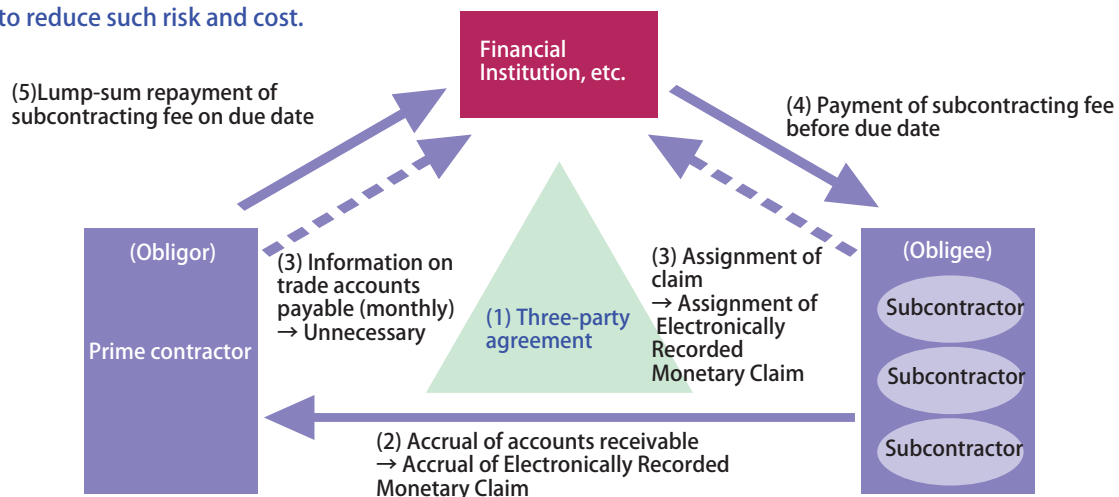 to reduce such risk and cost.
Financial
Institution, etc.
(5)Lump-sum repayment of
subcontracting fee on due date
(4) Payment of subcontracting fee
before due date
(Obligor)
Prime contractor
(3) Information on
trade accounts
payable (monthly)
→ Unnecessary
(1) Three-party
agreement
(3) Assignment of
claim
→ Assignment of
Electronically
Recorded
Monetary Claim
(Obligee)
Subcontractor
Subcontractor
Subcontractor
(2) Accrual of accounts receivable
→ Accrual of Electronically Recorded
Monetary Claim